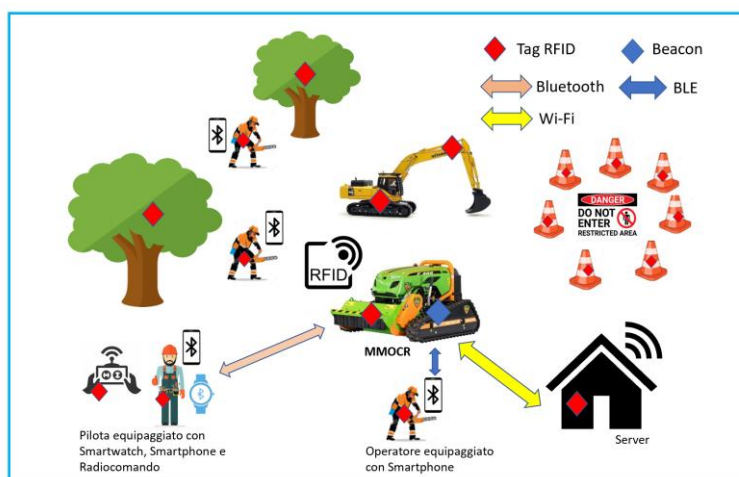 Tag RFID
Beacon
Bluetooth
BLE
Wi-Fi
DANGER
DO NOT
ENTER
RESTRICTED AREA
RFID
MMOCR
Pilota equipaggiato con
Smartwatch, Smartphone e
Radiocomando
Operatore equipaggiato
con Smartphone
Server